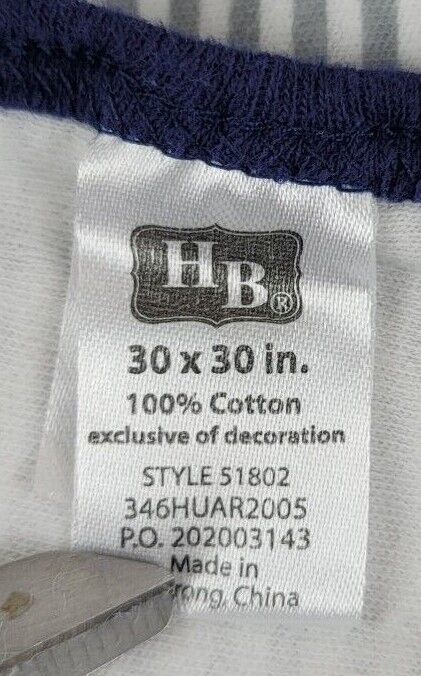 HB®
30 x 30 in.
100% Cotton
exclusive of decoration
STYLE 51802
346HUAR2005
P.O. 202003143
Made in
China